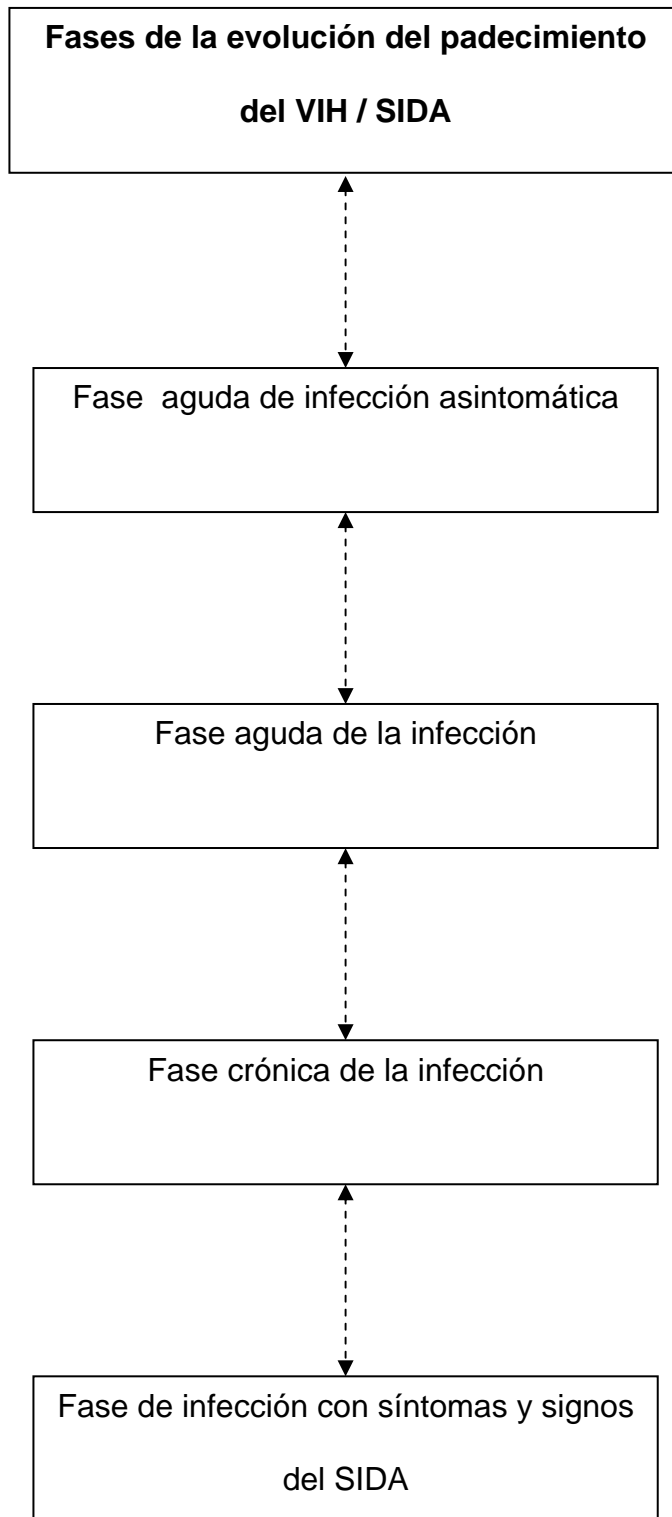 Fases de la evolución del padecimiento
del VIH / SIDA
Fase aguda de infección asintomática
Fase aguda de la infección
Fase crónica de la infección
Fase de infección con síntomas y signos
del SIDA